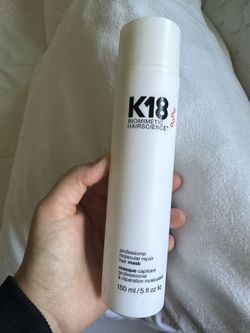 K18
BIOMIMETIC
HAIRSCIENCE
professional
molecular repair
hair mask
masque capillaire
professionnel
à réparation moléculaire
150 ml / 5 fl oz